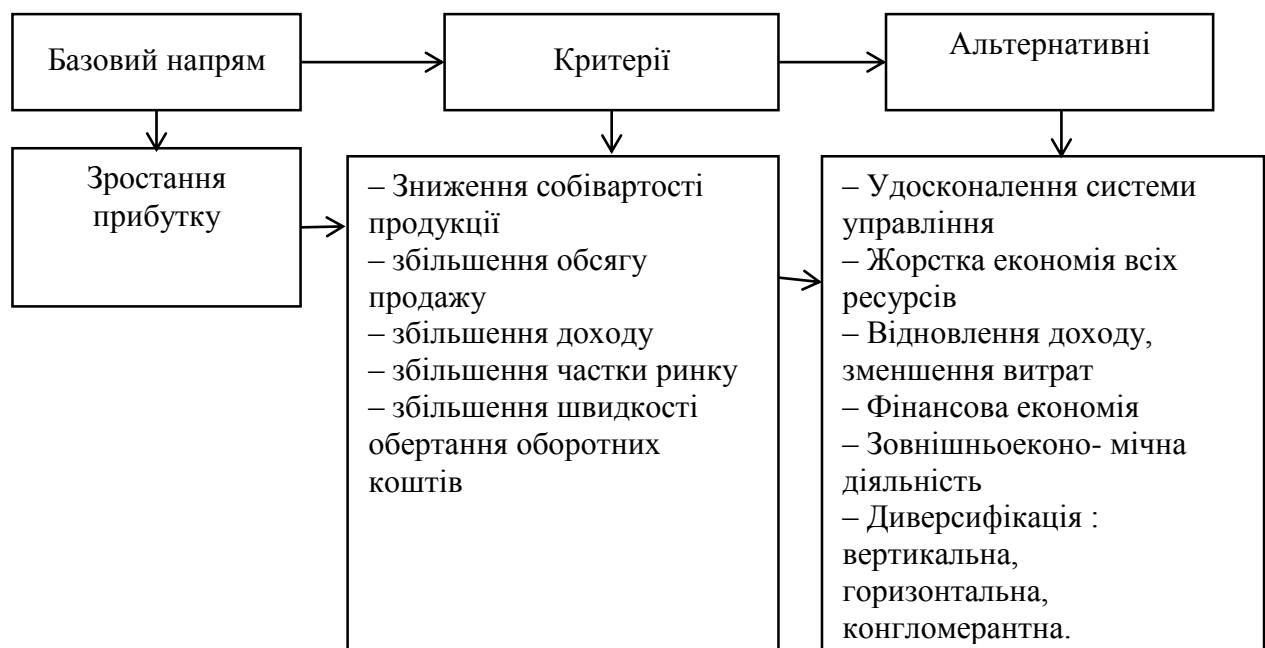 Базовий напрям
Критерії
Альтернативні
Зростання
прибутку
– Зниження собівартості
продукції
– збільшення обсягу
продажу
– збільшення доходу
– збільшення частки ринку
– збільшення швидкості
обертання оборотних
коштів
– Удосконалення системи
управління
– Жорстка економія всіх
ресурсів
– Відновлення доходу,
зменшення витрат
– Фінансова економія
– Зовнішньоеконо- мічна
діяльність
– Диверсифікація :
вертикальна,
горизонтальна,
конгломерантна.